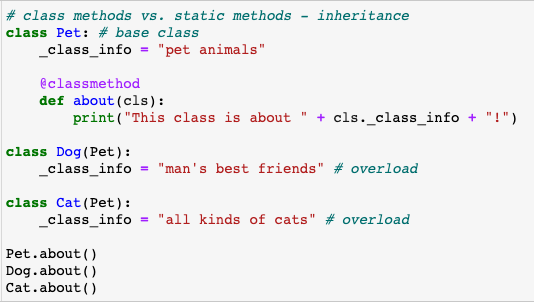 # class methods vs. static methods - inheritance
class Pet: # base class
    _class_info = "pet animals"

    @classmethod
    def about(cls):
        print("This class is about " + cls._class_info + "!")

class Dog(Pet):
    _class_info = "man's best friends" # overload

class Cat(Pet):
    _class_info = "all kinds of cats" # overload

Pet.about()
Dog.about()
Cat.about()